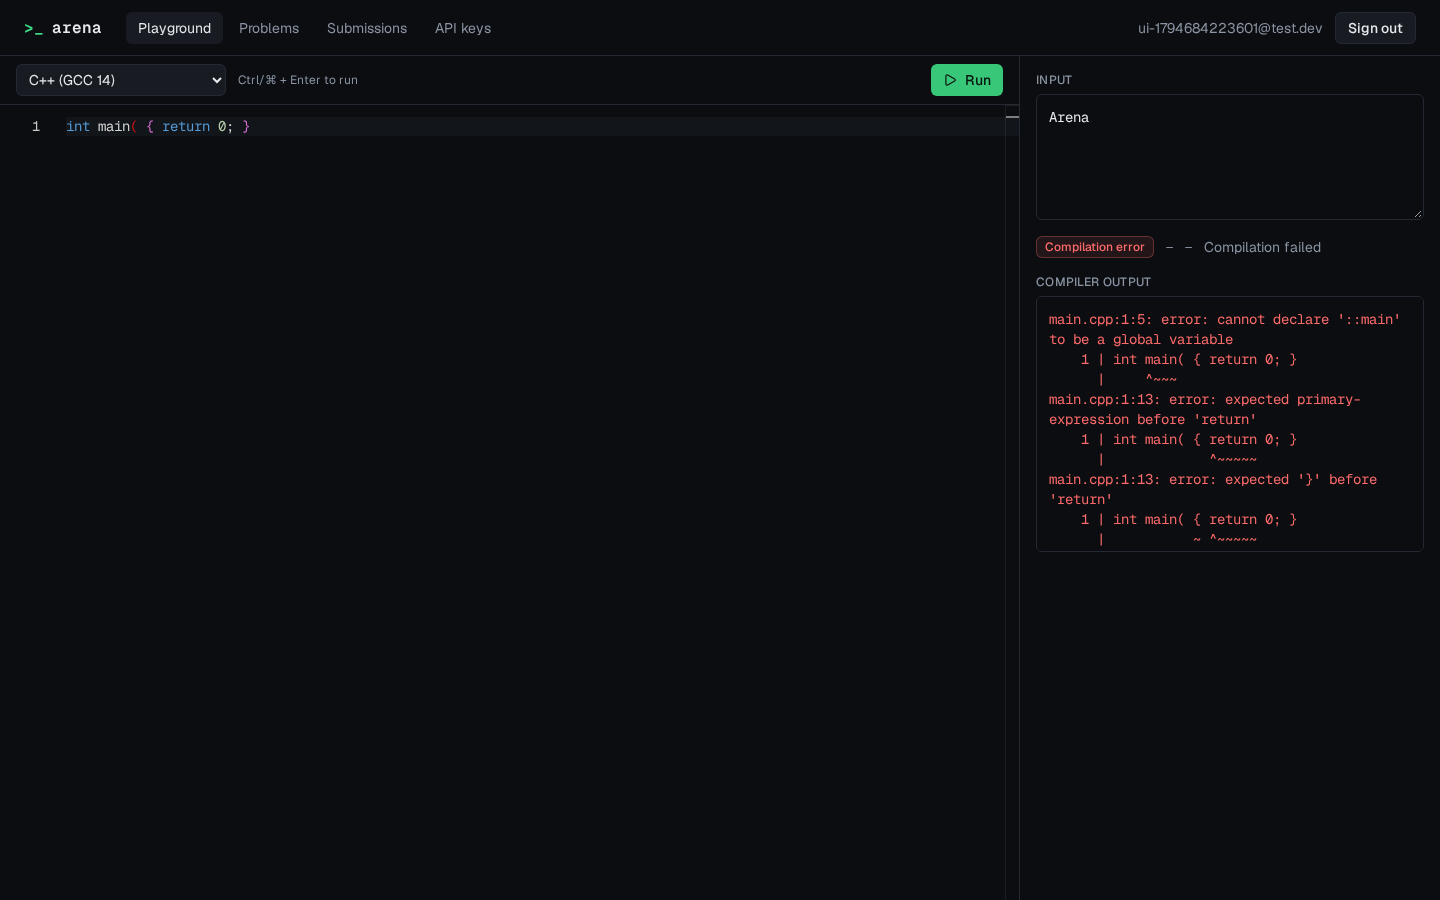 >_ arena Playground Problems Submissions API keys ui-1794684223601@test.dev Sign out
C++ (GCC 14) Ctrl/⌘ + Enter to run Run
1 int main( { return 0; }
INPUT
Arena
Compilation error – – Compilation failed
COMPILER OUTPUT
main.cpp:1:5: error: cannot declare '::main'
to be a global variable
    1 | int main( { return 0; }
      |     ^~~~
main.cpp:1:13: error: expected primary-
expression before 'return'
    1 | int main( { return 0; }
      |             ^~~~~~
main.cpp:1:13: error: expected '}' before
'return'
    1 | int main( { return 0; }
      |           ~ ^~~~~~